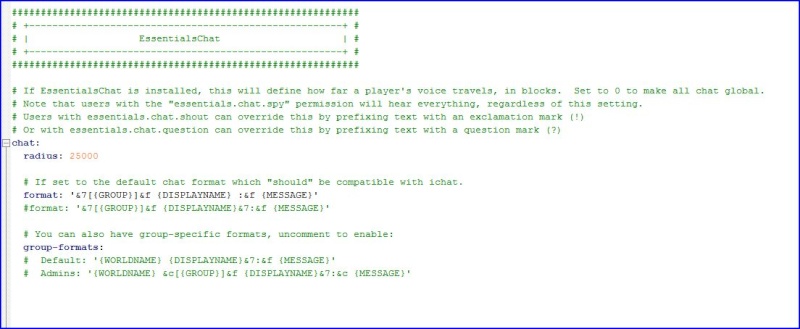 ############################################################
# +------------------------------------------------------+ #
# |                     EssentialsChat                     | #
# +------------------------------------------------------+ #
############################################################
# If EssentialsChat is installed, this will define how far a player's voice travels, in blocks.  Set to 0 to make all chat global.
# Note that users with the "essentials.chat.spy" permission will hear everything, regardless of this setting.
# Users with essentials.chat.shout can override this by prefixing text with an exclamation mark (!)
# Or with essentials.chat.question can override this by prefixing text with a question mark (?)
chat:
  radius: 25000
  # If set to the default chat format which "should" be compatible with ichat.
  format: '&7[{GROUP}]&f {DISPLAYNAME} :&f {MESSAGE}'
  #format: '&7[{GROUP}]&f {DISPLAYNAME}&7:&f {MESSAGE}'
  # You can also have group-specific formats, uncomment to enable:
  group-formats:
  #  Default: '{WORLDNAME} {DISPLAYNAME}&7:&f {MESSAGE}'
  #  Admins: '{WORLDNAME} &c[{GROUP}]&f {DISPLAYNAME}&7:&c {MESSAGE}'